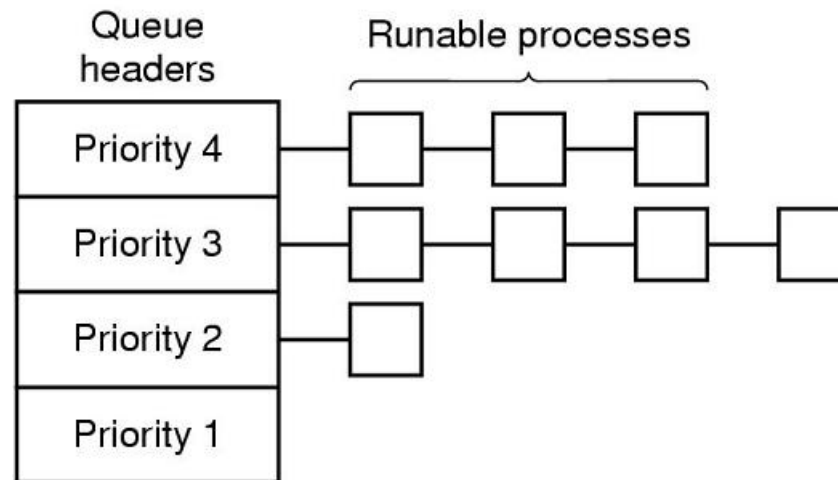 Queue
headers
Runable processes
Priority 4
Priority 3
Priority 2
Priority 1